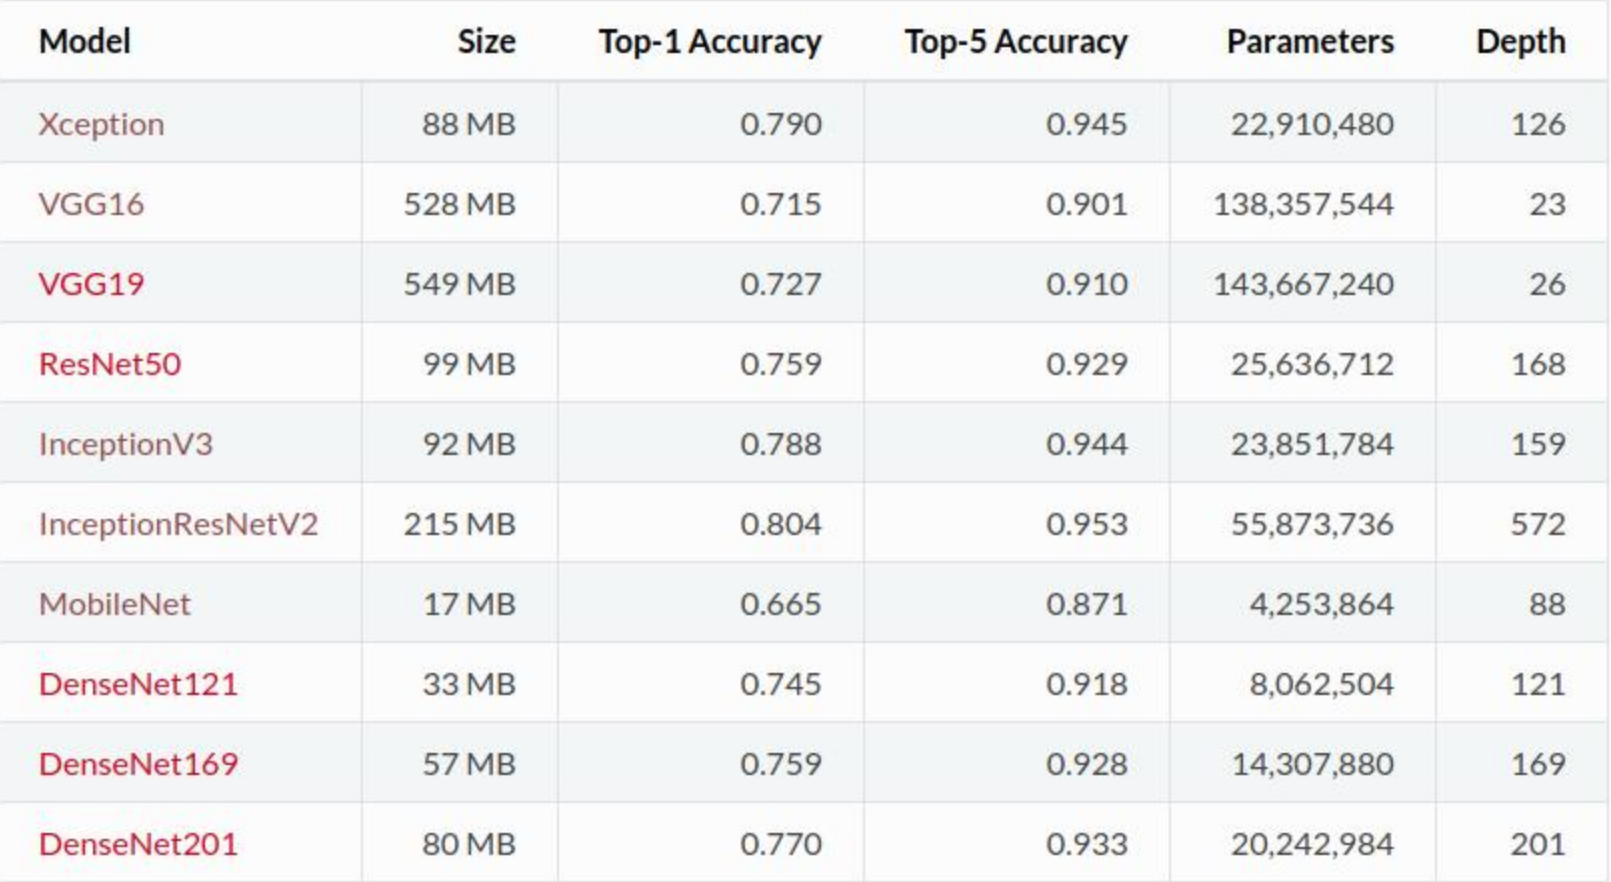 Model Size Top-1 Accuracy Top-5 Accuracy Parameters Depth
Xception 88 MB 0.790 0.945 22,910,480 126
VGG16 528 MB 0.715 0.901 138,357,544 23
VGG19 549 MB 0.727 0.910 143,667,240 26
ResNet50 99 MB 0.759 0.929 25,636,712 168
InceptionV3 92 MB 0.788 0.944 23,851,784 159
InceptionResNetV2 215 MB 0.804 0.953 55,873,736 572
MobileNet 17 MB 0.665 0.871 4,253,864 88
DenseNet121 33 MB 0.745 0.918 8,062,504 121
DenseNet169 57 MB 0.759 0.928 14,307,880 169
DenseNet201 80 MB 0.770 0.933 20,242,984 201